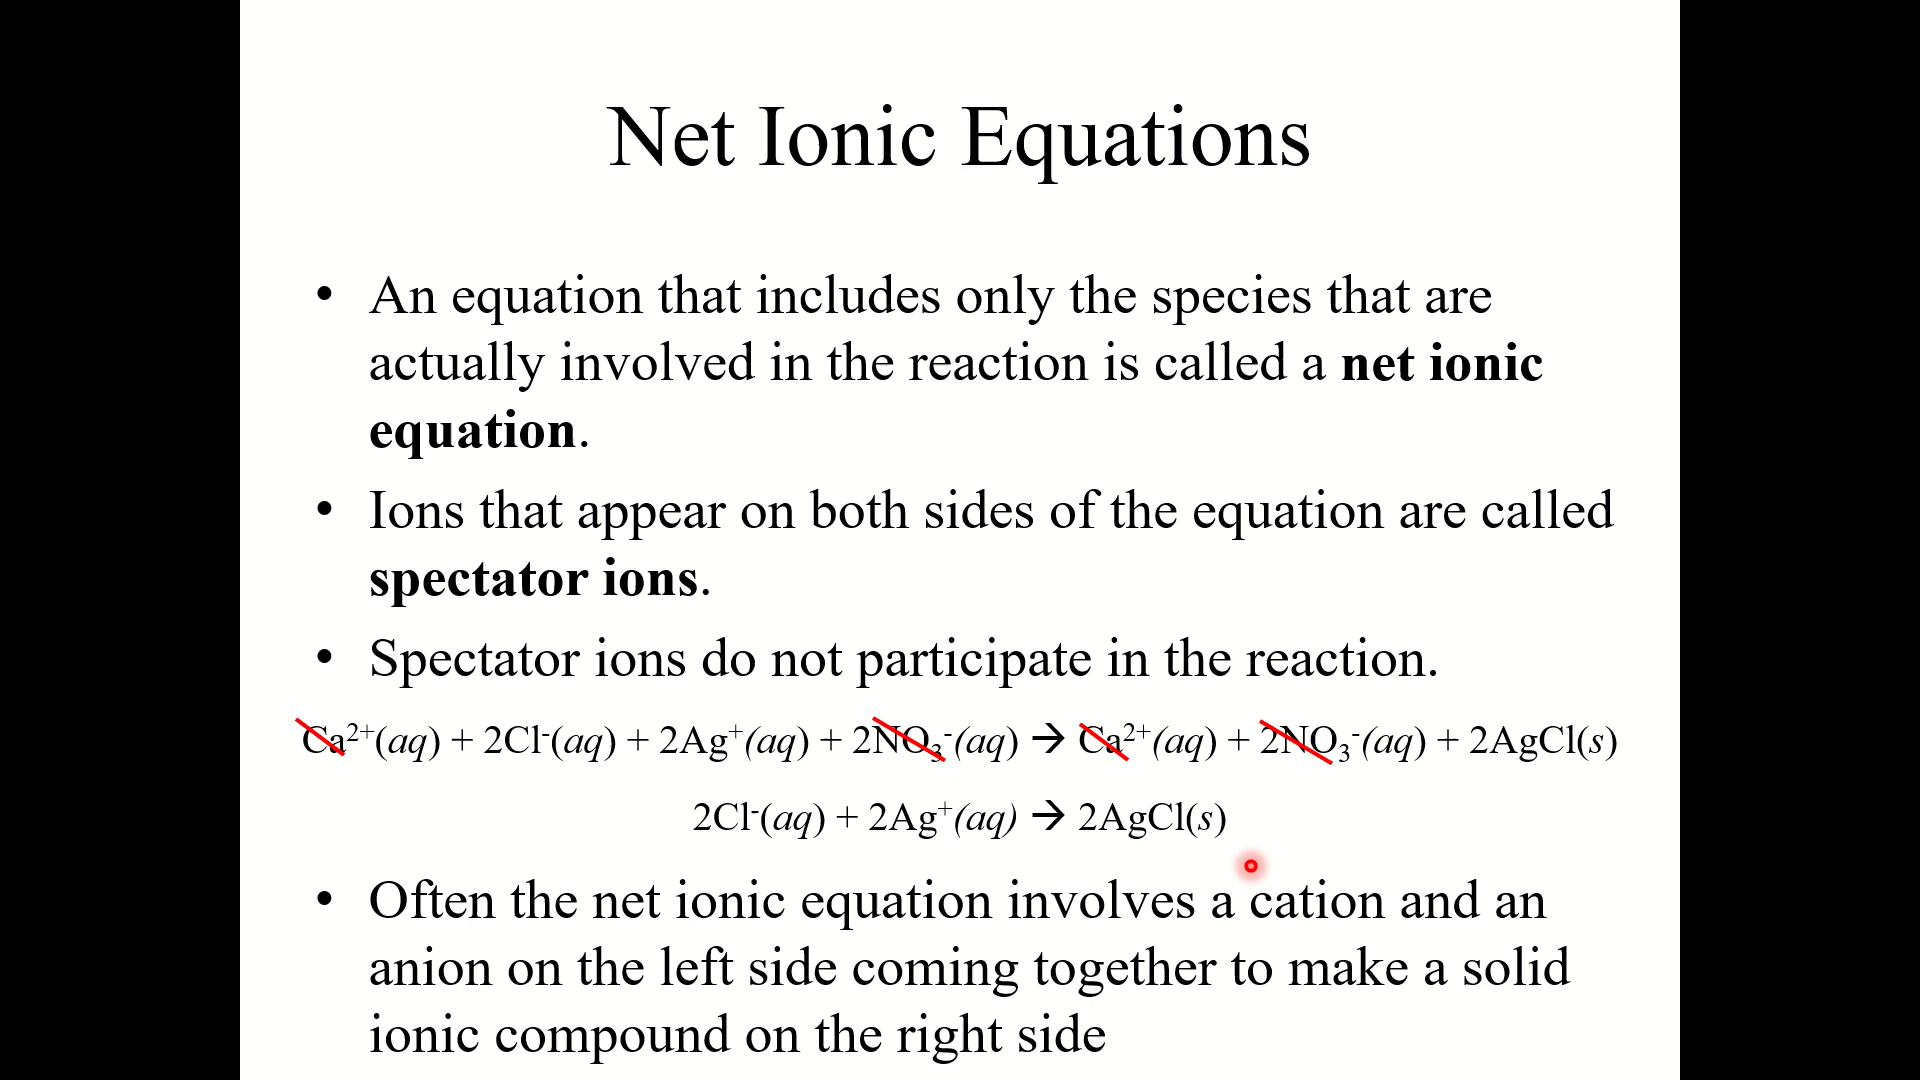 Net Ionic Equations
• An equation that includes only the species that are
actually involved in the reaction is called a net ionic
equation.
• Ions that appear on both sides of the equation are called
spectator ions.
• Spectator ions do not participate in the reaction.
Ca²⁺(aq) + 2Cl⁻(aq) + 2Ag⁺(aq) + 2NO₃⁻(aq) → Ca²⁺(aq) + 2NO₃⁻(aq) + 2AgCl(s)
2Cl⁻(aq) + 2Ag⁺(aq) → 2AgCl(s)
• Often the net ionic equation involves a cation and an
anion on the left side coming together to make a solid
ionic compound on the right side